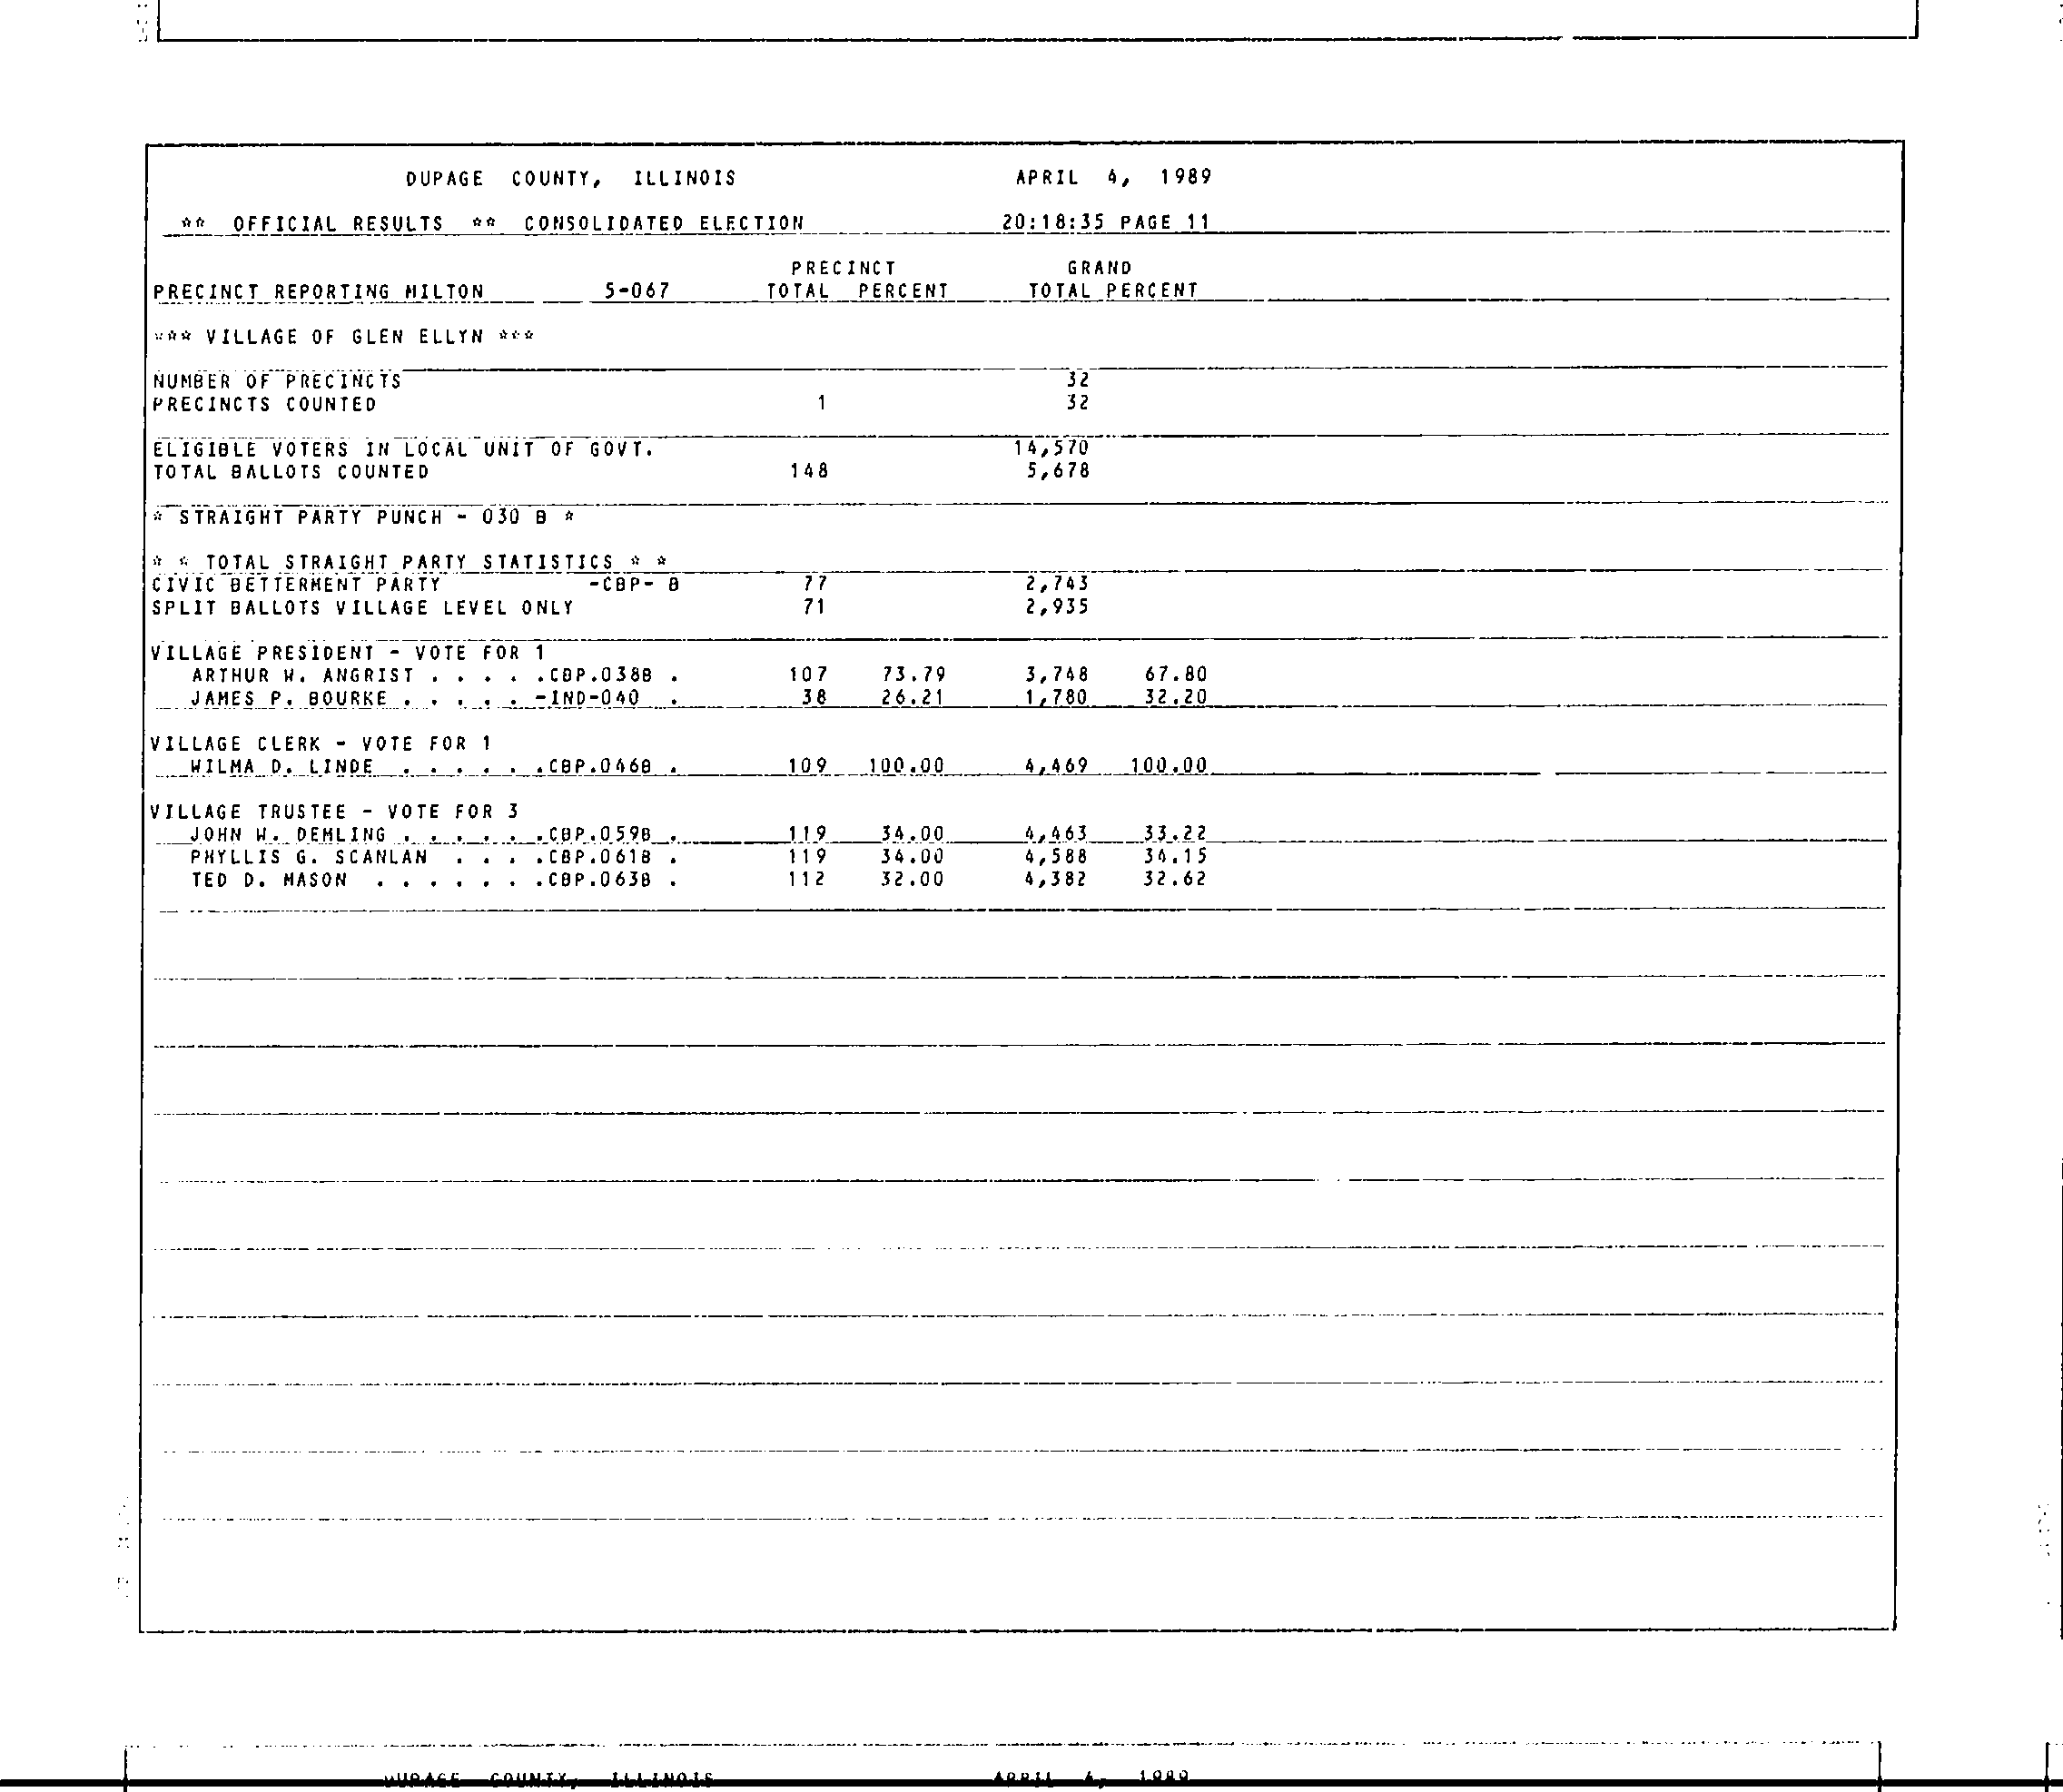 DUPAGE COUNTY, ILLINOIS APRIL 4, 1989
** OFFICIAL RESULTS ** CONSOLIDATED ELECTION 20:18:35 PAGE 11
PRECINCT GRAND
PRECINCT REPORTING MILTON 5-067 TOTAL PERCENT TOTAL PERCENT
*** VILLAGE OF GLEN ELLYN ***
NUMBER OF PRECINCTS 32
PRECINCTS COUNTED 1 32
ELIGIBLE VOTERS IN LOCAL UNIT OF GOVT. 14,570
TOTAL BALLOTS COUNTED 148 5,678
* STRAIGHT PARTY PUNCH - 030 B *
* * TOTAL STRAIGHT PARTY STATISTICS * *
CIVIC BETTERMENT PARTY -CBP- B 77 2,743
SPLIT BALLOTS VILLAGE LEVEL ONLY 71 2,935
VILLAGE PRESIDENT - VOTE FOR 1
ARTHUR W. ANGRIST . . . . .CBP.038B . 107 73.79 3,748 67.80
JAMES P. BOURKE . . . . . -IND-040 . 38 26.21 1,780 32.20
VILLAGE CLERK - VOTE FOR 1
WILMA D. LINDE . . . . . .CBP.046B . 109 100.00 4,469 100.00
VILLAGE TRUSTEE - VOTE FOR 3
JOHN W. DEMLING . . . . . .CBP.059B . 119 34.00 4,463 33.22
PHYLLIS G. SCANLAN . . . .CBP.061B . 119 34.00 4,588 34.15
TED D. MASON . . . . . . .CBP.063B . 112 32.00 4,382 32.62
DUPAGE COUNTY, ILLINOIS APRIL 4, 1989